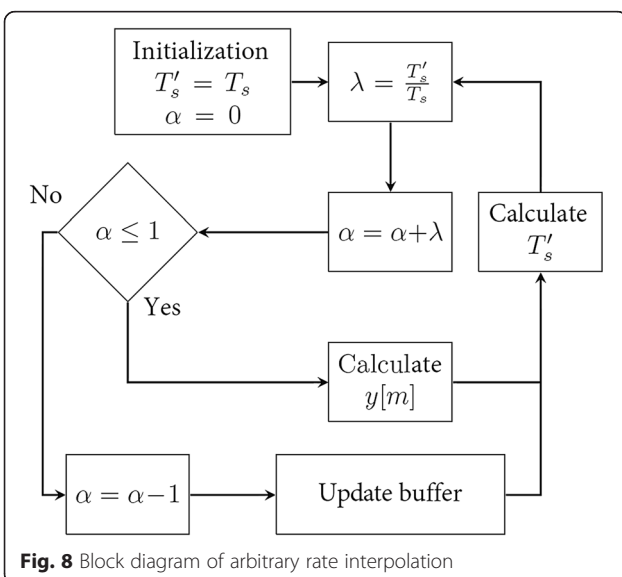 Initialization
T′ₛ = Tₛ
α = 0
λ = T′ₛ/Tₛ
No
α ≤ 1
α = α+λ
Calculate
T′ₛ
Yes
Calculate
y[m]
α = α−1
Update buffer
Fig. 8 Block diagram of arbitrary rate interpolation